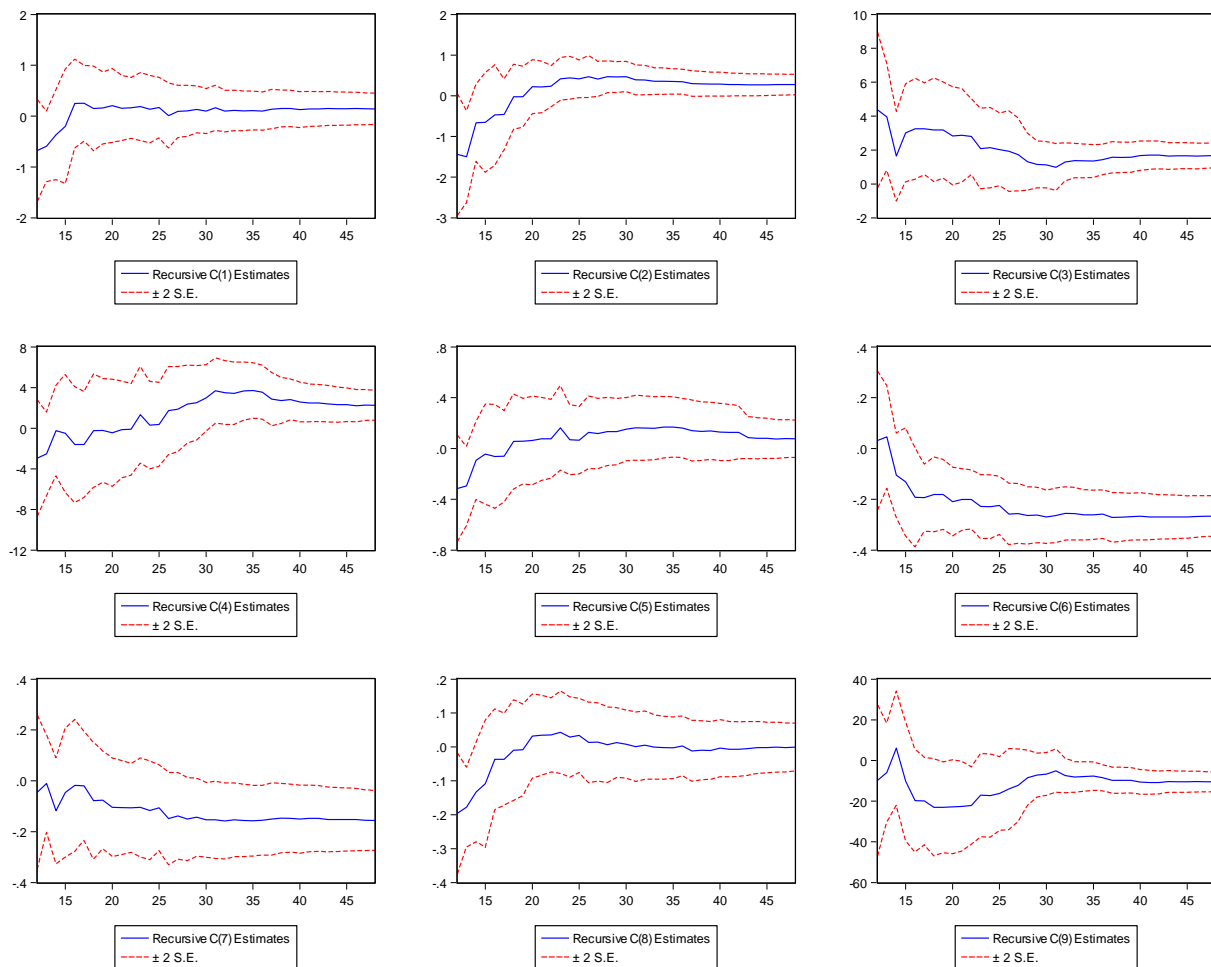 2
1
0
-1
-2
15 20 25 30 35 40 45
Recursive C(1) Estimates
± 2 S.E.
2
1
0
-1
-2
-3
15 20 25 30 35 40 45
Recursive C(2) Estimates
± 2 S.E.
10
8
6
4
2
0
-2
15 20 25 30 35 40 45
Recursive C(3) Estimates
± 2 S.E.
8
4
0
-4
-8
-12
15 20 25 30 35 40 45
Recursive C(4) Estimates
± 2 S.E.
.8
.4
.0
-.4
-.8
15 20 25 30 35 40 45
Recursive C(5) Estimates
± 2 S.E.
.4
.2
.0
-.2
-.4
15 20 25 30 35 40 45
Recursive C(6) Estimates
± 2 S.E.
.4
.2
.0
-.2
-.4
15 20 25 30 35 40 45
Recursive C(7) Estimates
± 2 S.E.
.2
.1
.0
-.1
-.2
-.3
-.4
15 20 25 30 35 40 45
Recursive C(8) Estimates
± 2 S.E.
40
20
0
-20
-40
-60
15 20 25 30 35 40 45
Recursive C(9) Estimates
± 2 S.E.